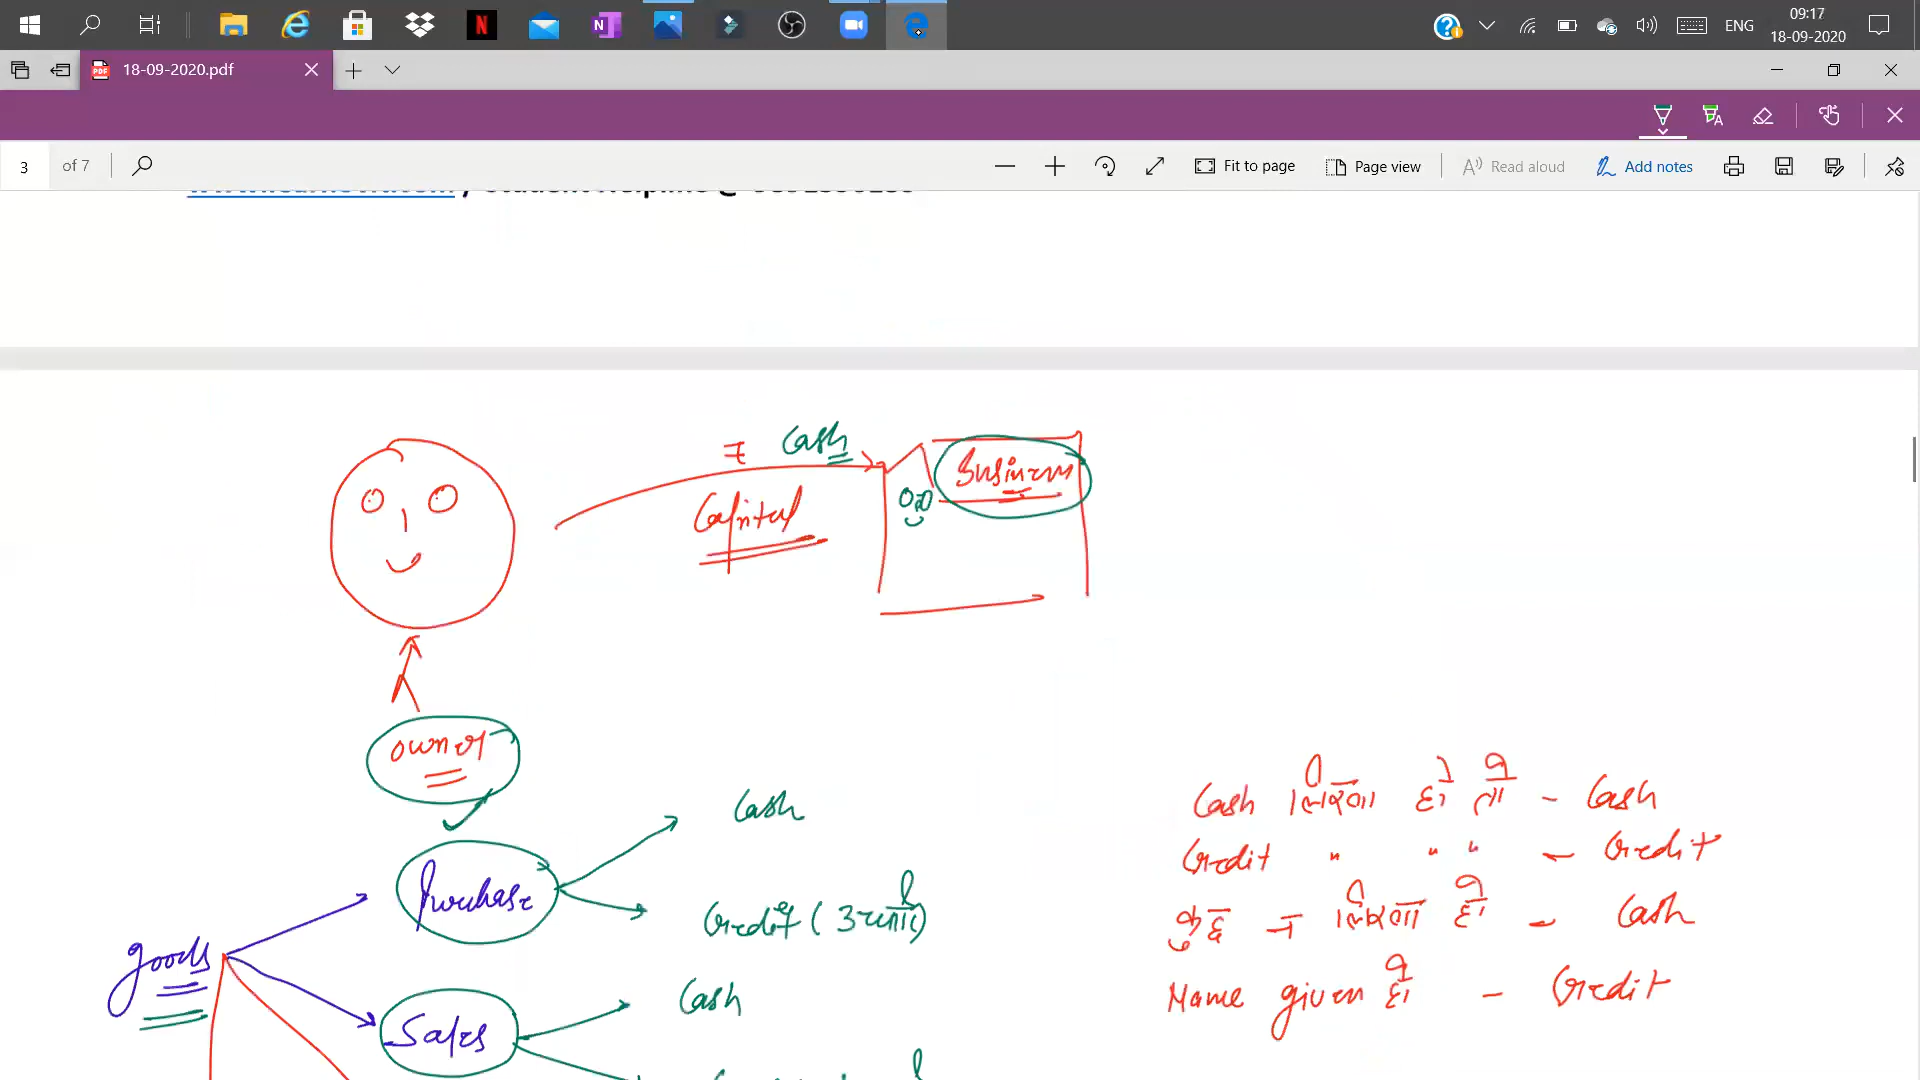 09:17
ENG
18-09-2020
18-09-2020.pdf
3 of 7
Fit to page
Page view
Read aloud
Add notes
₹ Cash
Capital
Business
owner
Cash
Purchase
Credit (उधार)
goods
Cash
Sales
Cash लिखा हो तो - Cash
Credit " " " - Credit
कुछ न लिखा हो - Cash
Name given हो - Credit